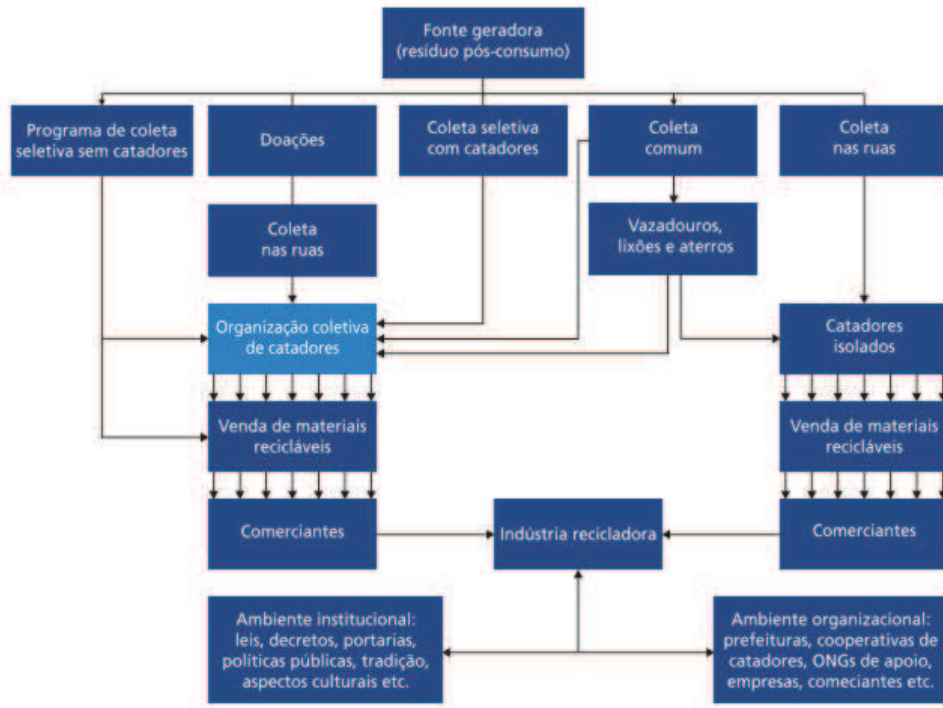 Fonte geradora
(resíduo pós-consumo)
Programa de coleta
seletiva sem catadores
Doações
Coleta seletiva
com catadores
Coleta
comum
Coleta
nas ruas
Coleta
nas ruas
Vazadouros,
lixões e aterros
Organização coletiva
de catadores
Catadores
isolados
Venda de materiais
recicláveis
Venda de materiais
recicláveis
Comerciantes
Indústria recicladora
Comerciantes
Ambiente institucional:
leis, decretos, portarias,
políticas públicas, tradição,
aspectos culturais etc.
Ambiente organizacional:
prefeituras, cooperativas de
catadores, ONGs de apoio,
empresas, comeciantes etc.